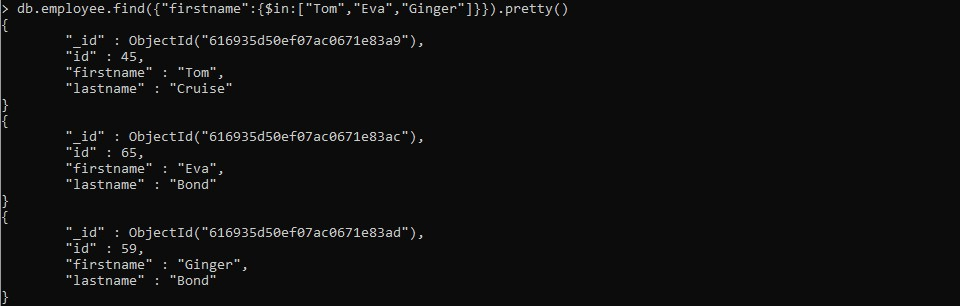 > db.employee.find({"firstname":{$in:["Tom","Eva","Ginger"]}}).pretty()
{
        "_id" : ObjectId("616935d50ef07ac0671e83a9"),
        "id" : 45,
        "firstname" : "Tom",
        "lastname" : "Cruise"
}
{
        "_id" : ObjectId("616935d50ef07ac0671e83ac"),
        "id" : 65,
        "firstname" : "Eva",
        "lastname" : "Bond"
}
{
        "_id" : ObjectId("616935d50ef07ac0671e83ad"),
        "id" : 59,
        "firstname" : "Ginger",
        "lastname" : "Bond"
}